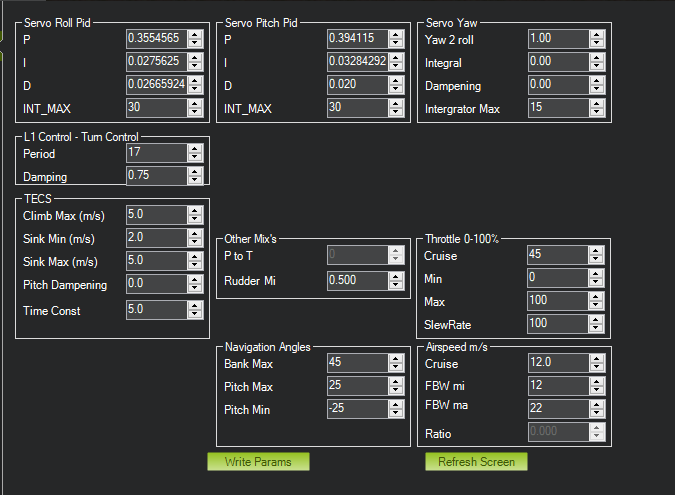 Servo Roll Pid
P 0.3554565
I 0.0275625
D 0.02665924
INT_MAX 30
Servo Pitch Pid
P 0.394115
I 0.03284292
D 0.020
INT_MAX 30
Servo Yaw
Yaw 2 roll 1.00
Integral 0.00
Dampening 0.00
Intergrator Max 15
L1 Control - Turn Control
Period 17
Damping 0.75
TECS
Climb Max (m/s) 5.0
Sink Min (m/s) 2.0
Sink Max (m/s) 5.0
Pitch Dampening 0.0
Time Const 5.0
Other Mix's
P to T 0
Rudder Mi 0.500
Throttle 0-100%
Cruise 45
Min 0
Max 100
SlewRate 100
Navigation Angles
Bank Max 45
Pitch Max 25
Pitch Min -25
Airspeed m/s
Cruise 12.0
FBW mi 12
FBW ma 22
Ratio 0.000
Write Params
Refresh Screen